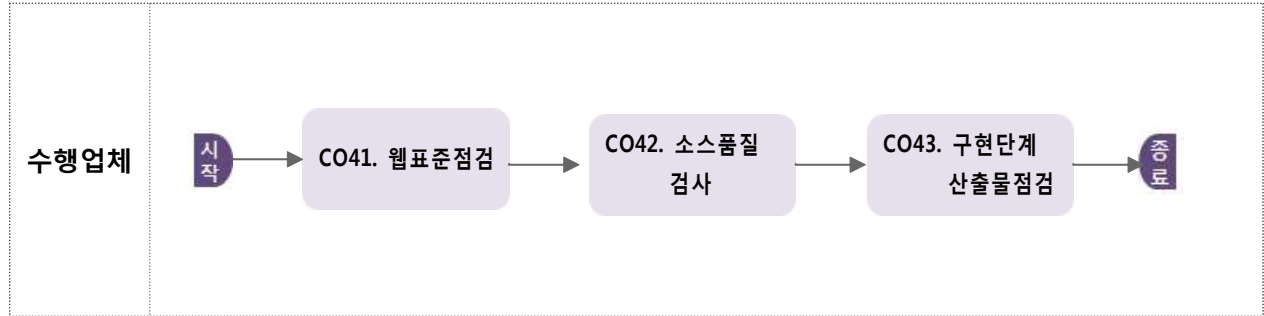 수행업체
시
작
CO41. 웹표준점검
CO42. 소스품질
검사
CO43. 구현단계
산출물점검
종
료